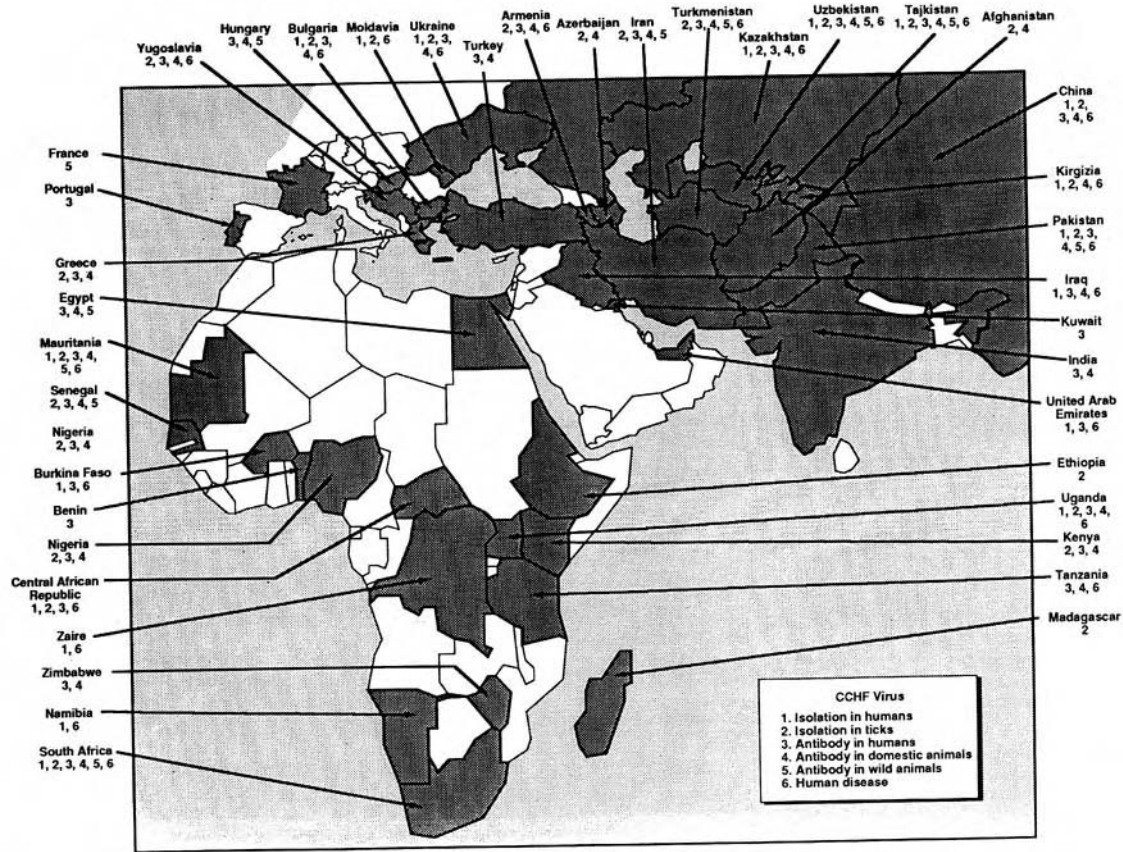 Hungary
3, 4, 5
Bulgaria
1, 2, 3,
4, 6
Moldavia
1, 2, 6
Ukraine
1, 2, 3,
4, 6
Armenia
2, 3, 4, 6
Azerbaijan
2, 4
Iran
2, 3, 4, 5
Turkmenistan
2, 3, 4, 5, 6
Uzbekistan
1, 2, 3, 4, 5, 6
Tajkistan
1, 2, 3, 4, 5, 6
Afghanistan
2, 4
Yugoslavia
2, 3, 4, 6
Turkey
3, 4
Kazakhstan
1, 2, 3, 4, 6
China
1, 2
3, 4, 6
Kirgizia
1, 2, 4, 6
Pakistan
1, 2, 3
4, 5, 6
Iraq
1, 3, 4, 6
Kuwait
3
India
3, 4
United Arab
Emirates
1, 3, 6
Ethiopia
2
Uganda
1, 2, 3, 4,
6
Kenya
2, 3, 4
Tanzania
3, 4, 6
Madagascar
2
France
5
Portugal
3
Greece
2, 3, 4
Egypt
3, 4, 5
Mauritania
1, 2, 3, 4,
5, 6
Senegal
2, 3, 4, 5
Nigeria
2, 3, 4
Burkina Faso
1, 3, 6
Benin
3
Nigeria
2, 3, 4
Central African
Republic
1, 2, 3, 6
Zaire
1, 6
Zimbabwe
3, 4
Namibia
1, 6
South Africa
1, 2, 3, 4, 5, 6
CCHF Virus
1. Isolation in humans
2. Isolation in ticks
3. Antibody in humans
4. Antibody in domestic animals
5. Antibody in wild animals
6. Human disease